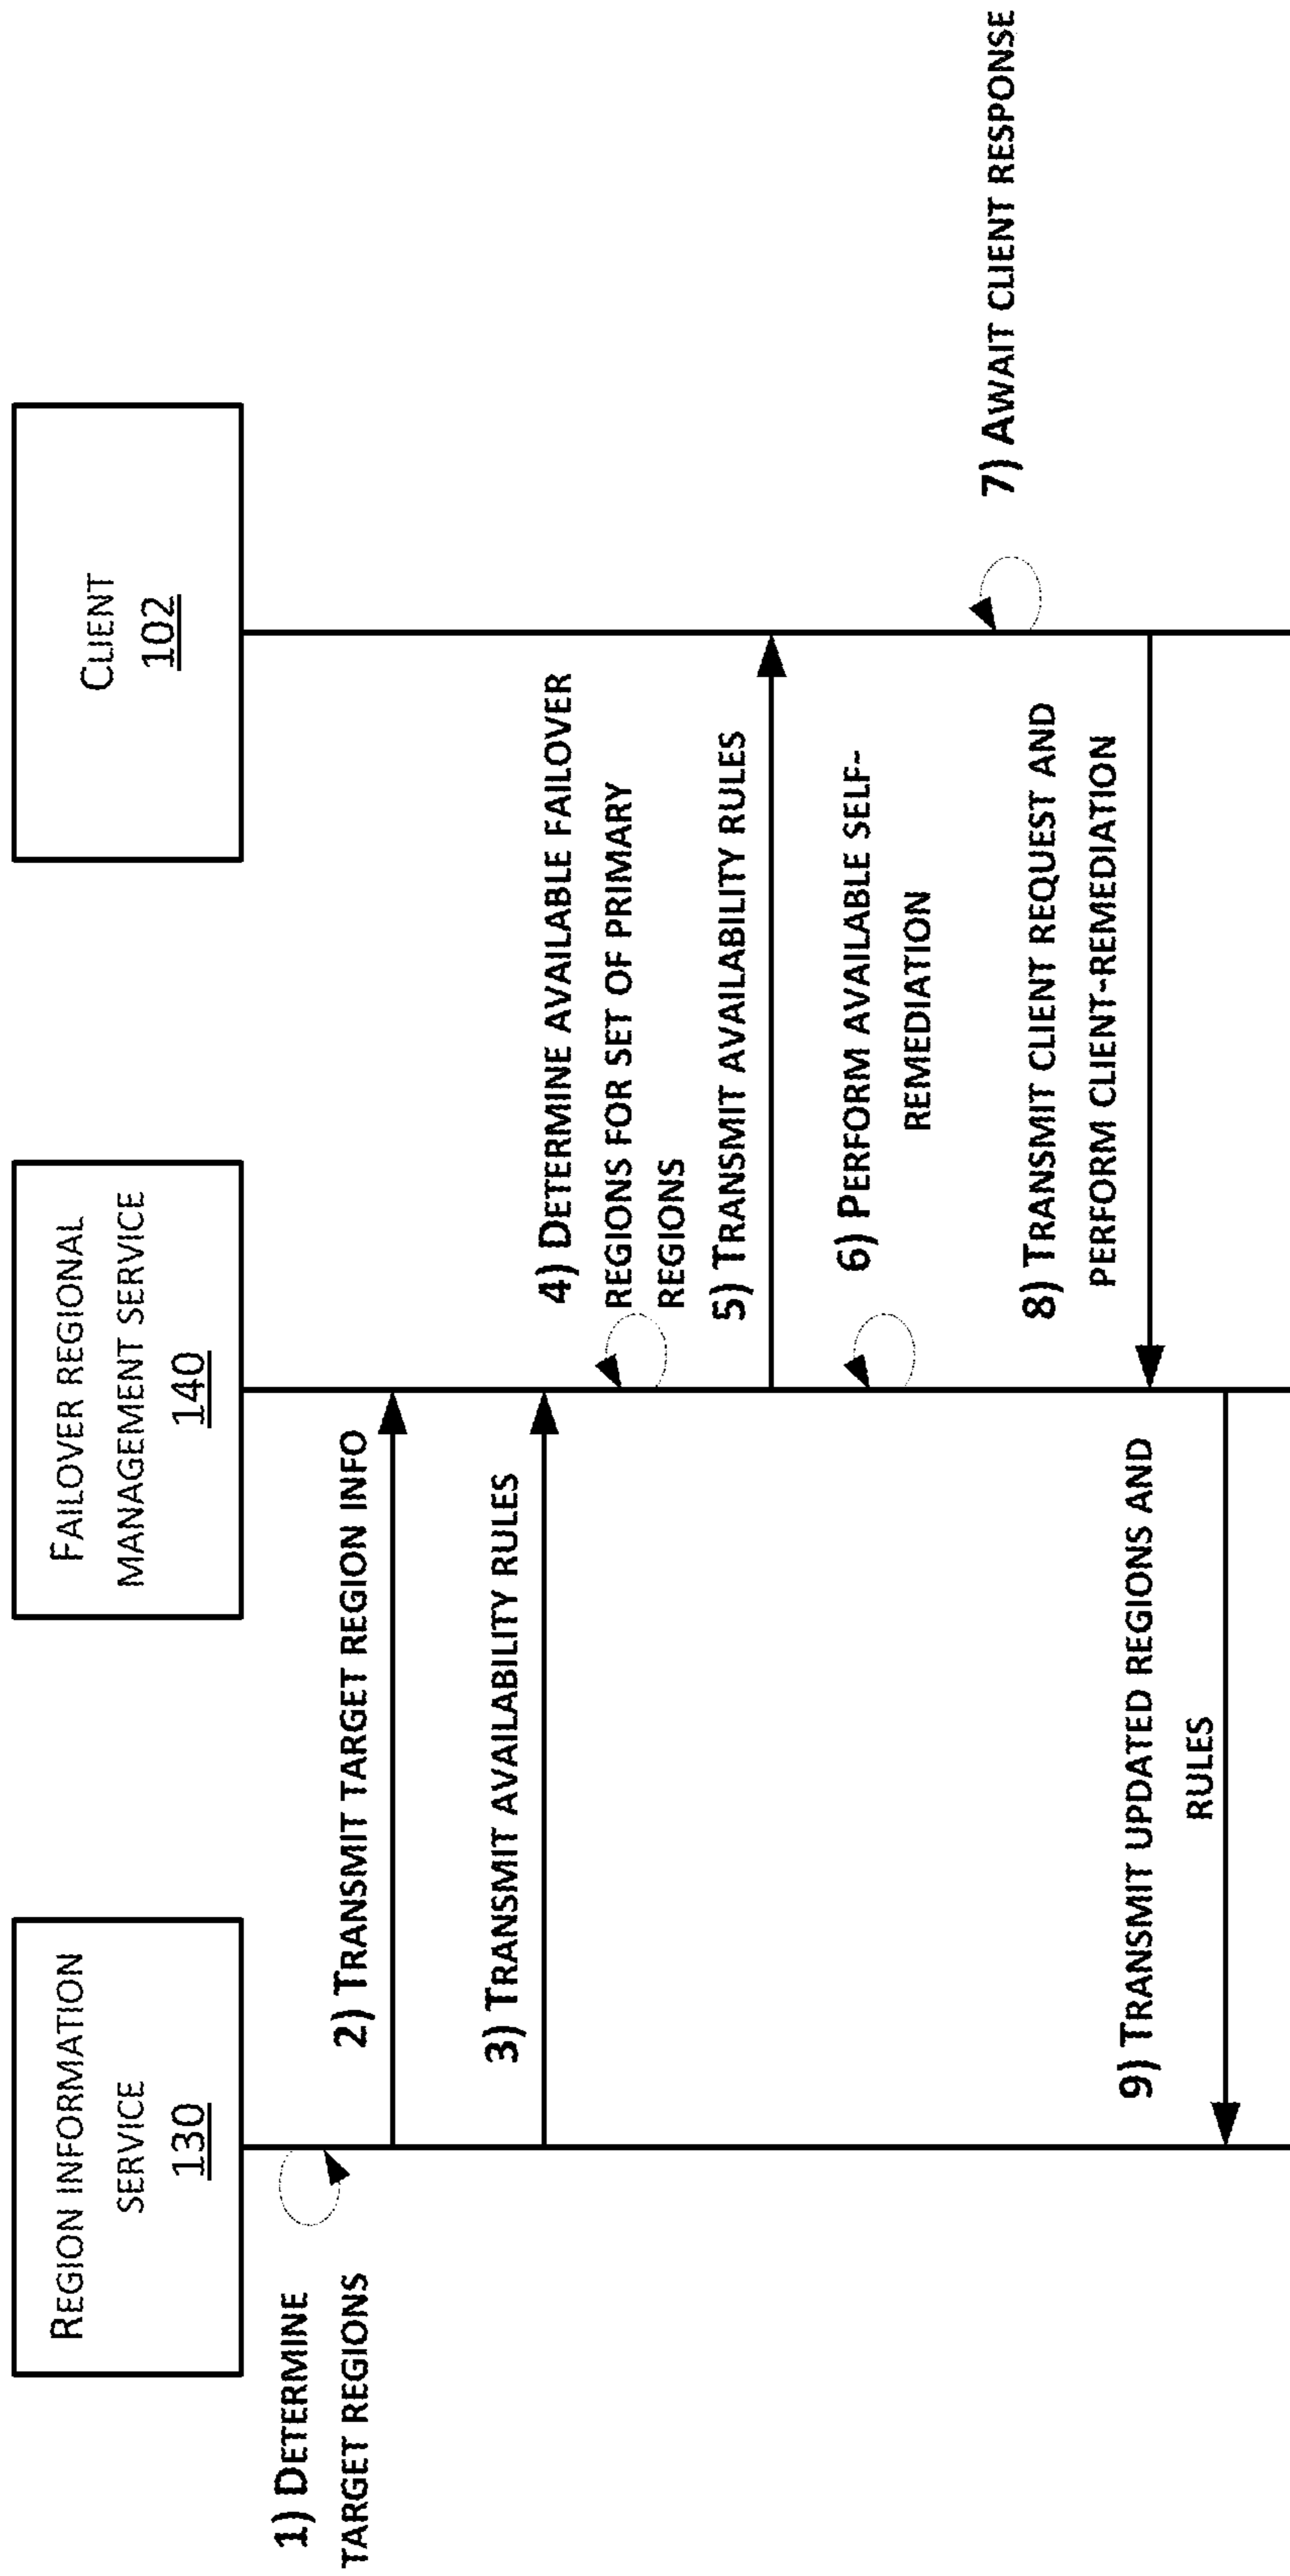 REGION INFORMATION
SERVICE
130
FAILOVER REGIONAL
MANAGEMENT SERVICE
140
CLIENT
102
1) DETERMINE
TARGET REGIONS
2) TRANSMIT TARGET REGION INFO
3) TRANSMIT AVAILABILITY RULES
4) DETERMINE AVAILABLE FAILOVER
REGIONS FOR SET OF PRIMARY
REGIONS
5) TRANSMIT AVAILABILITY RULES
6) PERFORM AVAILABLE SELF-
REMEDIATION
7) AWAIT CLIENT RESPONSE
8) TRANSMIT CLIENT REQUEST AND
PERFORM CLIENT-REMEDIATION
9) TRANSMIT UPDATED REGIONS AND
RULES